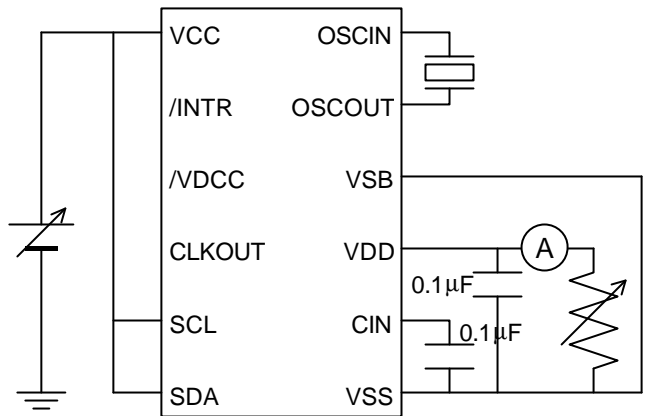 VCC OSCIN
/INTR OSCOUT
/VDCC VSB
CLKOUT VDD A
0.1µF
SCL CIN 0.1µF
SDA VSS